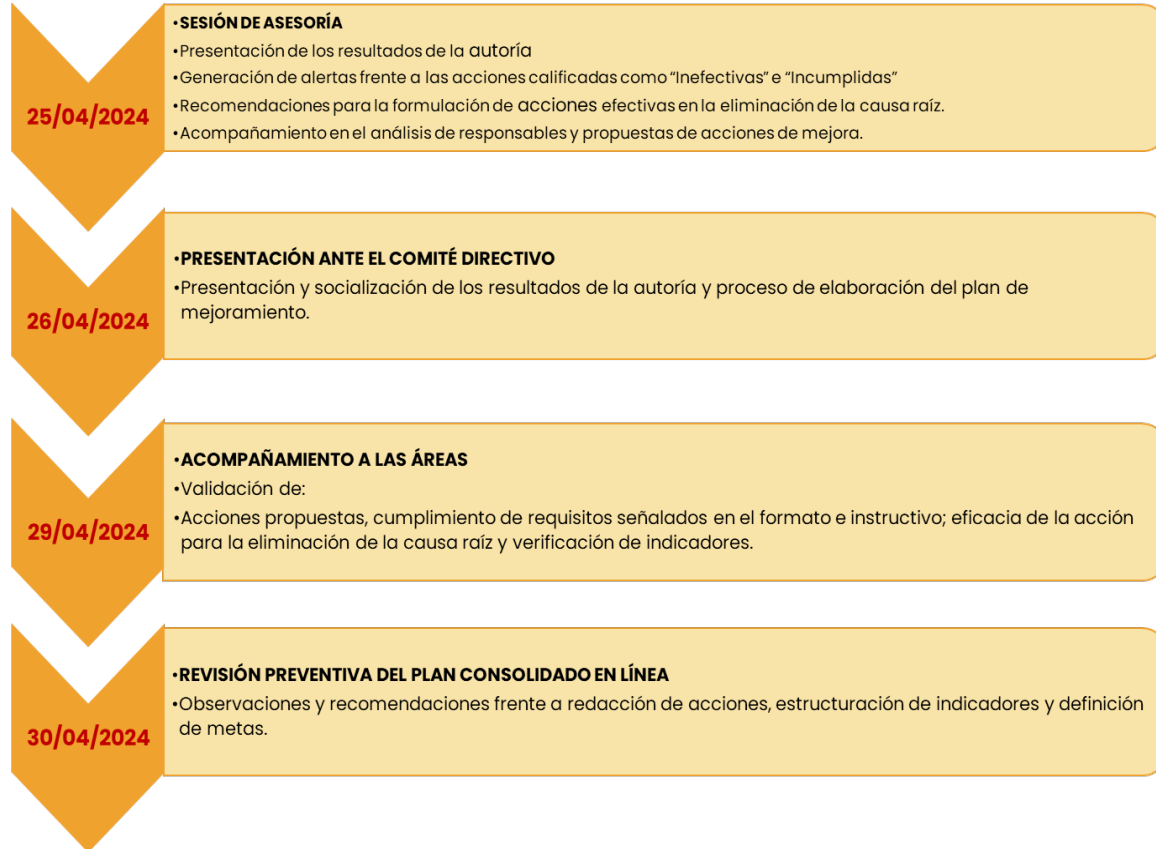 25/04/2024
•SESIÓN DE ASESORÍA
•Presentación de los resultados de la autoría
•Generación de alertas frente a las acciones calificadas como “Inefectivas” e “Incumplidas”
•Recomendaciones para la formulación de acciones efectivas en la eliminación de la causa raíz.
•Acompañamiento en el análisis de responsables y propuestas de acciones de mejora.
26/04/2024
•PRESENTACIÓN ANTE EL COMITÉ DIRECTIVO
•Presentación y socialización de los resultados de la autoría y proceso de elaboración del plan de
mejoramiento.
29/04/2024
•ACOMPAÑAMIENTO A LAS ÁREAS
•Validación de:
•Acciones propuestas, cumplimiento de requisitos señalados en el formato e instructivo; eficacia de la acción
para la eliminación de la causa raíz y verificación de indicadores.
30/04/2024
•REVISIÓN PREVENTIVA DEL PLAN CONSOLIDADO EN LÍNEA
•Observaciones y recomendaciones frente a redacción de acciones, estructuración de indicadores y definición
de metas.